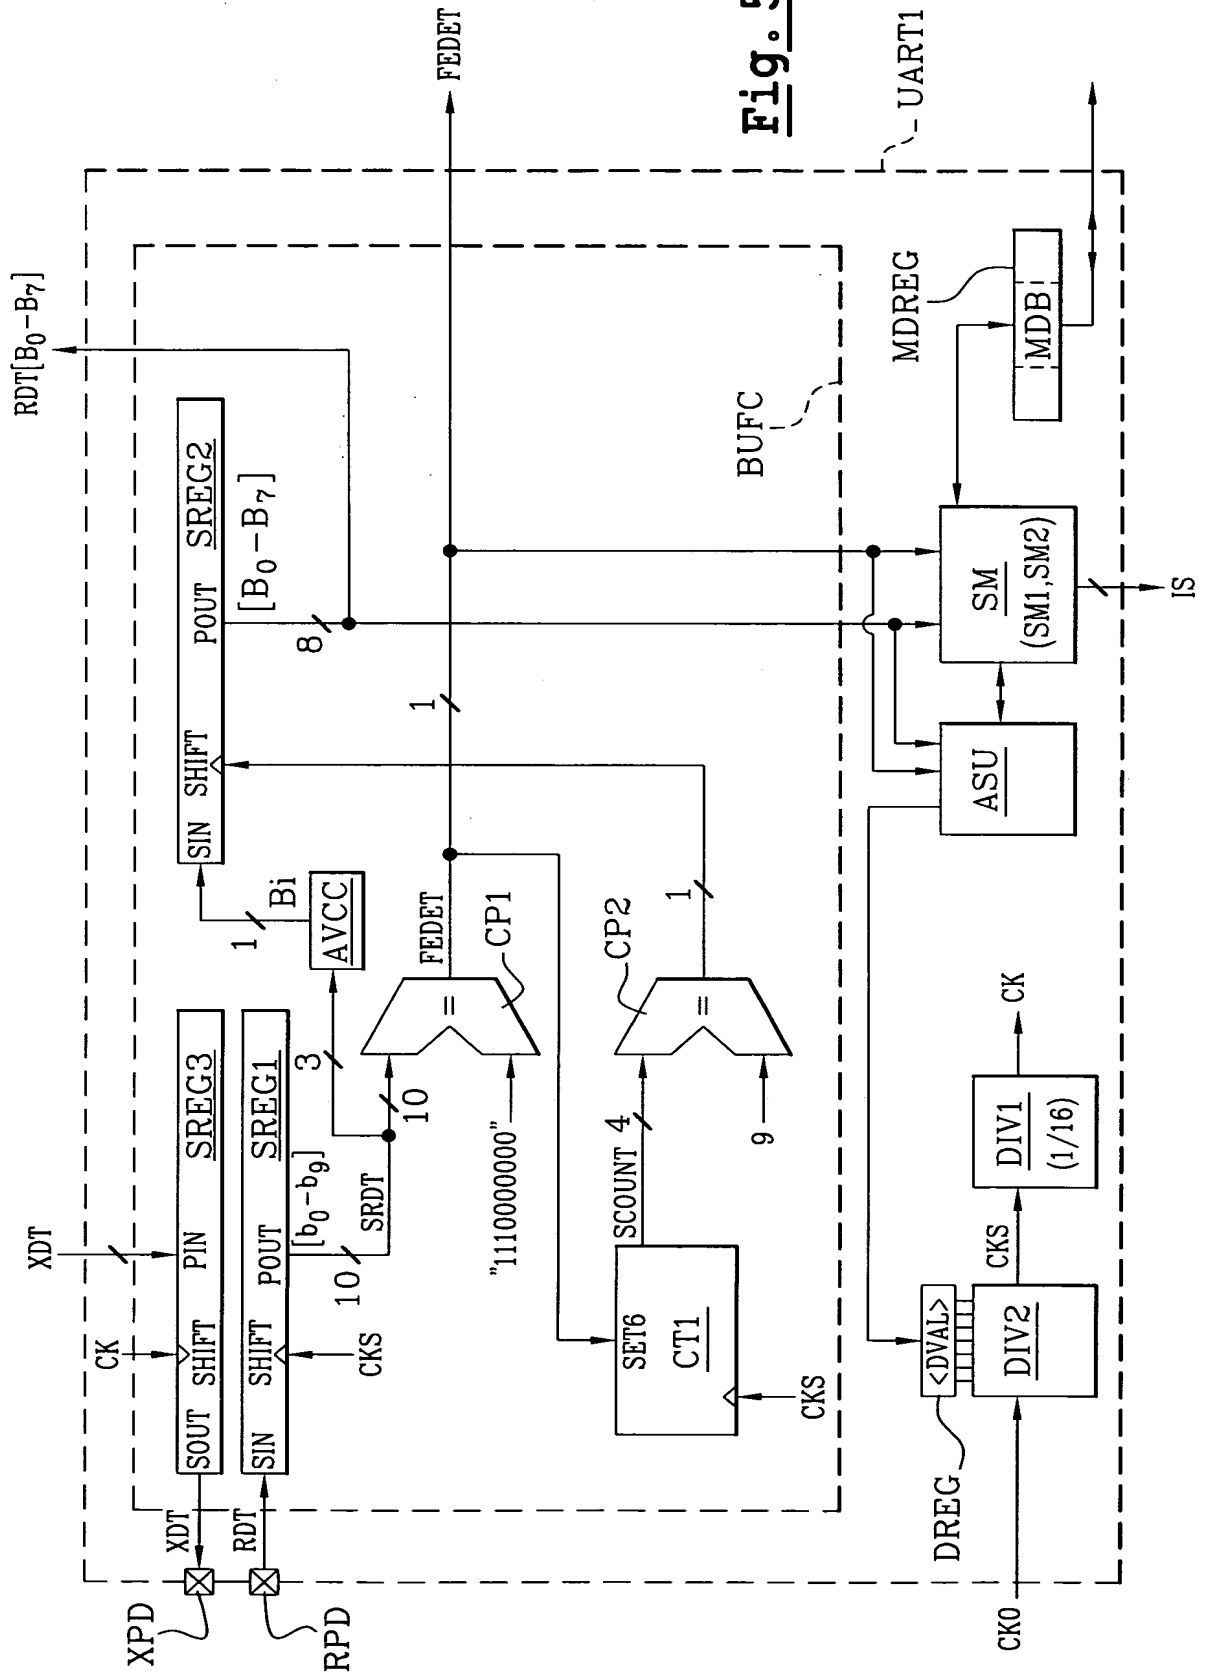 XDT
CK
XDT
SOUT SHIFT PIN SREG3
XPD
RDT
SIN SHIFT POUT SREG1
RPD
CKS
[b0-b9]
10
SRDT
3
10
AVCC
1 Bi
SIN SHIFT POUT SREG2
[B0-B7]
8
RDT[B0-B7]
"1110000000"
=
CP1
FEDET
1
FEDET
SET6
CT1
CKS
SCOUNT
4
9
=
CP2
1
BUFC
UART1
CK0
DREG
<DVAL>
DIV2
CKS
DIV1
(1/16)
CK
ASU
SM
(SM1,SM2)
IS
MDREG
MDB
Fig. 5